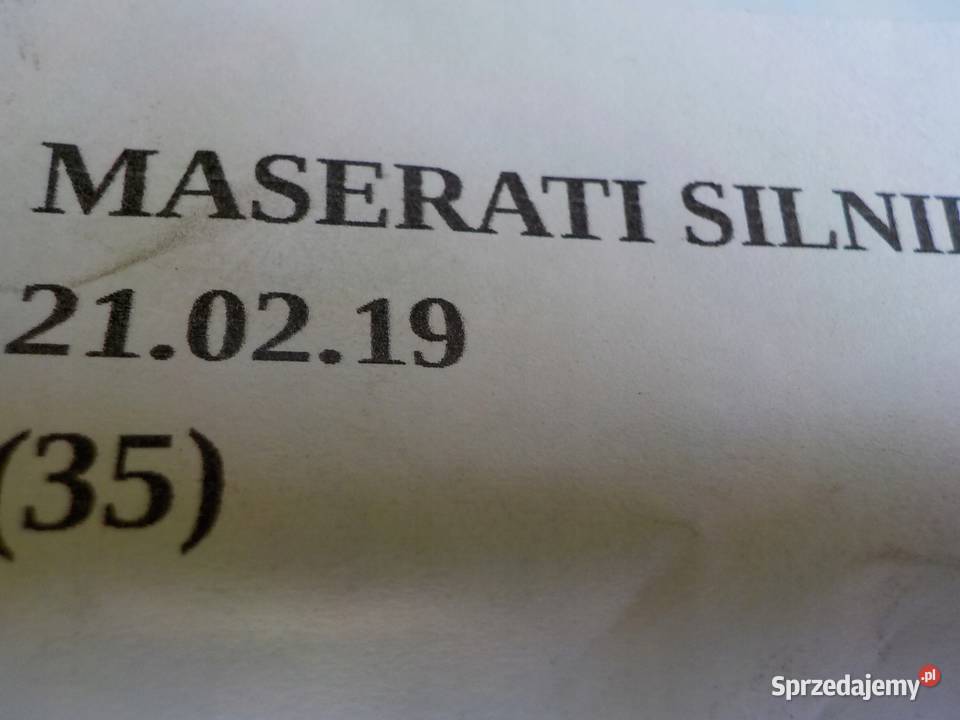 MASERATI
21.02.19
(35)
Sprzedajemy.pl